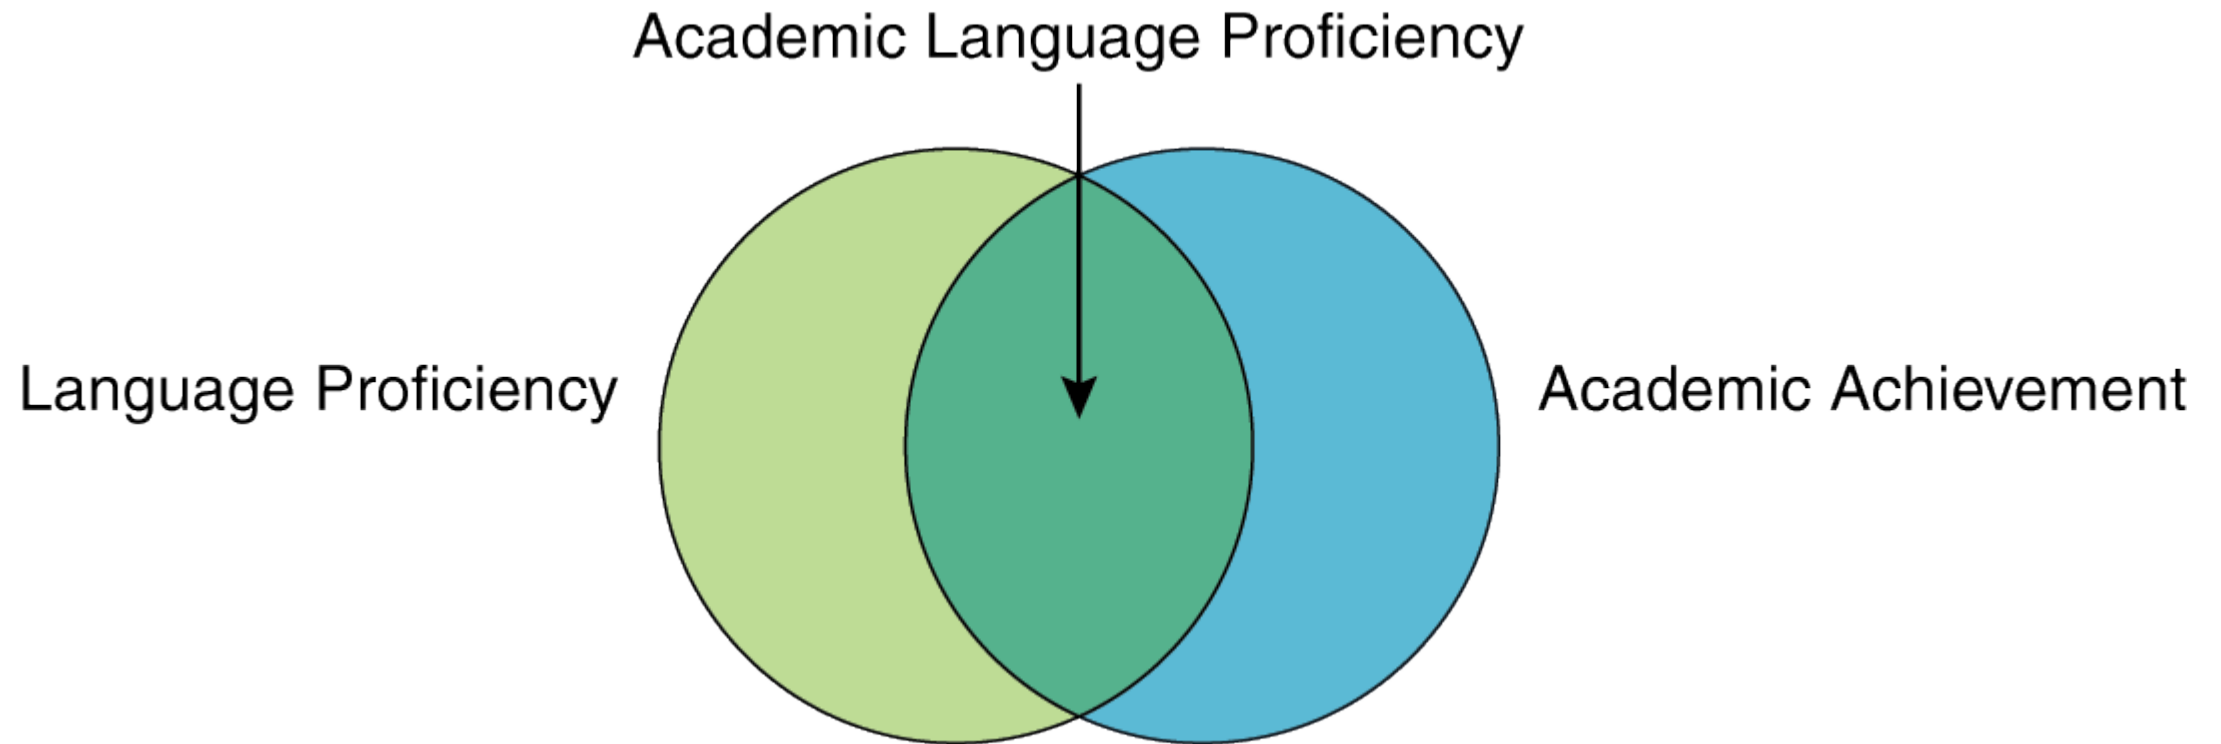 Academic Language Proficiency
Language Proficiency
Academic Achievement